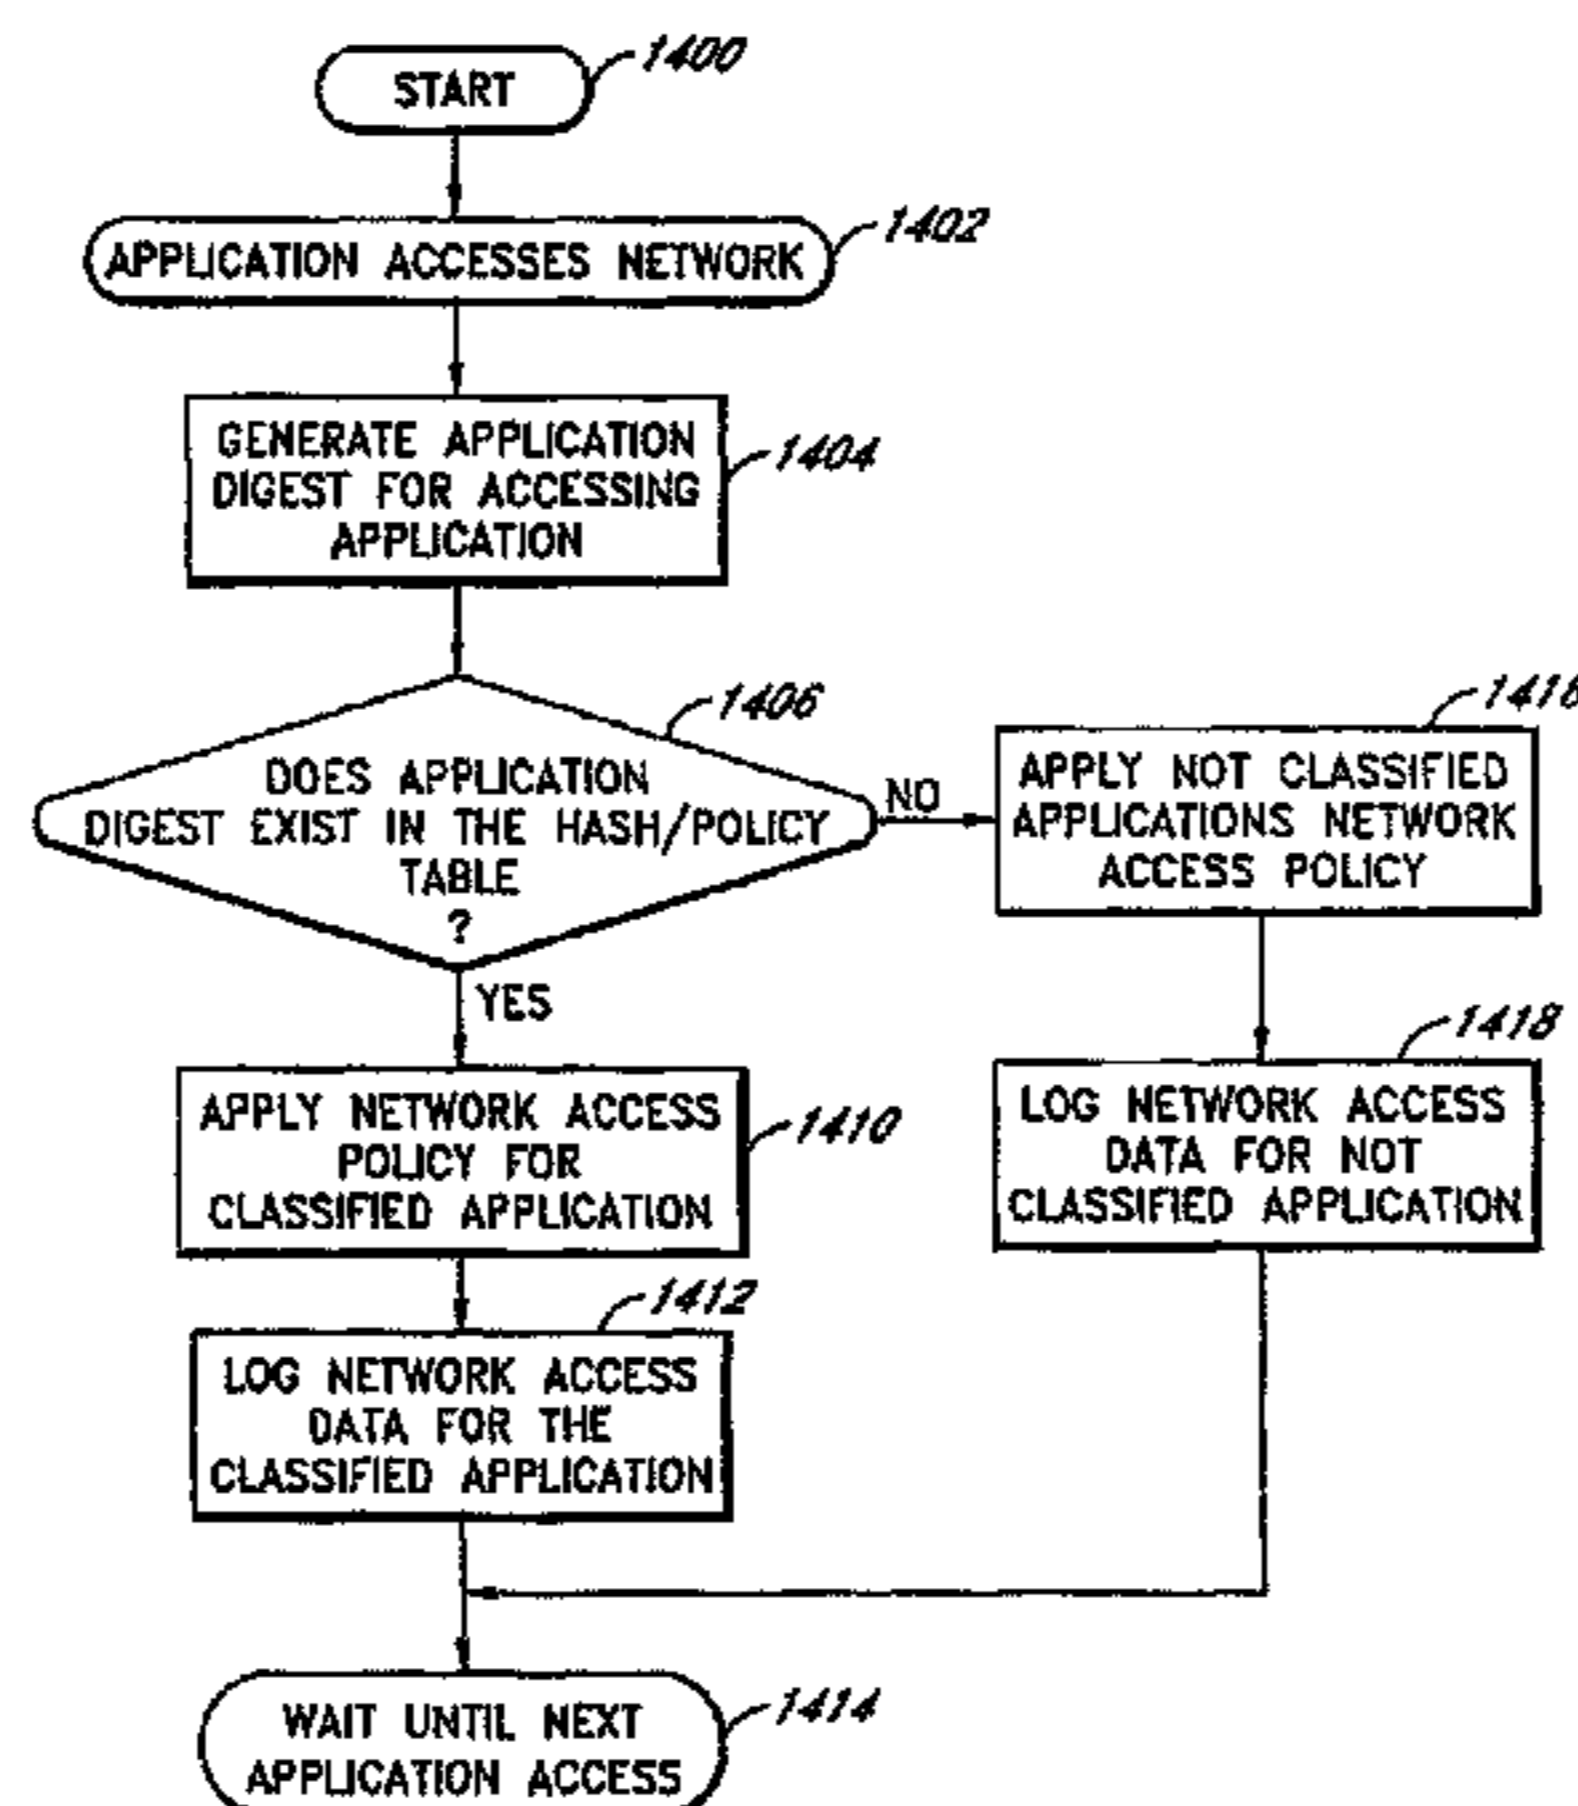 START
1400
APPLICATION ACCESSES NETWORK
1402
GENERATE APPLICATION
DIGEST FOR ACCESSING
APPLICATION
1404
DOES APPLICATION
DIGEST EXIST IN THE HASH/POLICY
TABLE
?
1406
NO
YES
APPLY NOT CLASSIFIED
APPLICATIONS NETWORK
ACCESS POLICY
1416
LOG NETWORK ACCESS
DATA FOR NOT
CLASSIFIED APPLICATION
1418
APPLY NETWORK ACCESS
POLICY FOR
CLASSIFIED APPLICATION
1410
LOG NETWORK ACCESS
DATA FOR THE
CLASSIFIED APPLICATION
1412
WAIT UNTIL NEXT
APPLICATION ACCESS
1414